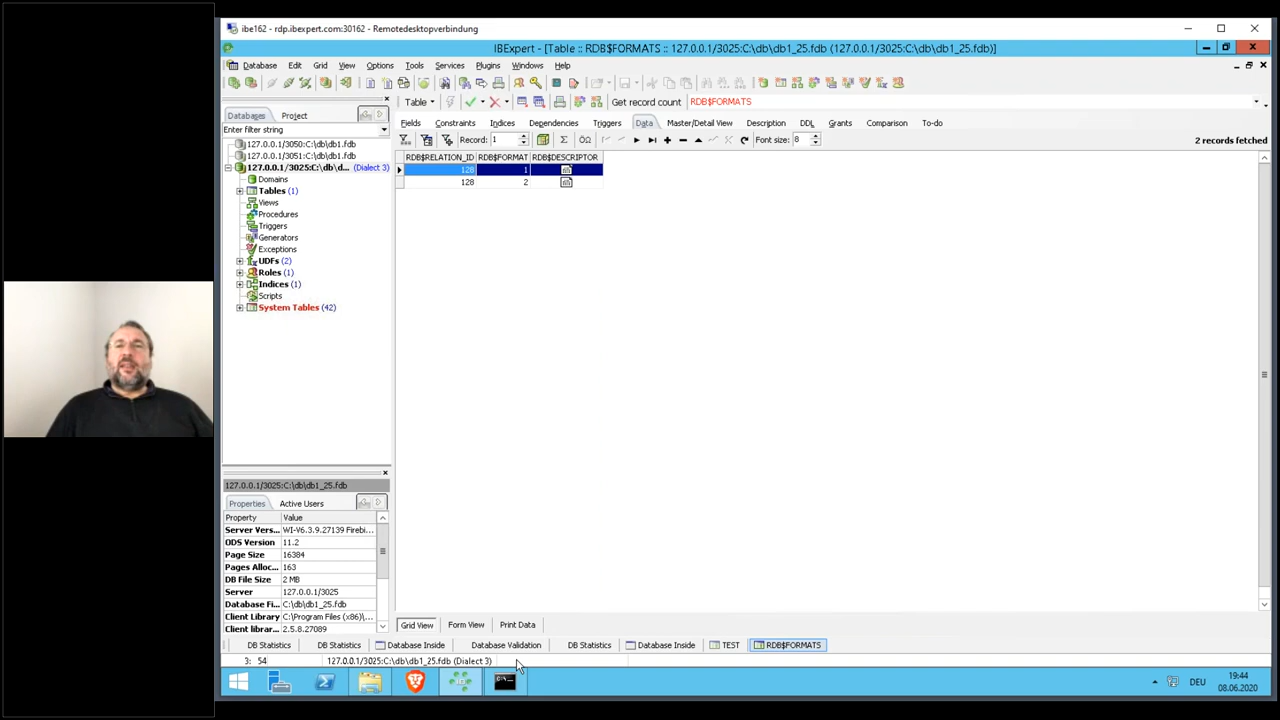 ibe162 - rdp.ibexpert.com:30162 - Remotedesktopverbindung
IBExpert - [Table :: RDB$FORMATS :: 127.0.0.1/3025:C:\db\db1_25.fdb (127.0.0.1/3025:C:\db\db1_25.fdb)]
Database Edit Grid View Options Tools Services Plugins Windows Help
Table Get record count RDB$FORMATS
Databases Project
Fields Constraints Indices Dependencies Triggers Data Master/Detail View Description DDL Grants Comparison To-do
Enter filter string
Record: 1 Font size: 8 2 records fetched
127.0.0.1/3050:C:\db\db1.fdb
127.0.0.1/3051:C:\db\db1.fdb
127.0.0.1/3025:C:\db\d... (Dialect 3)
Domains
Tables (1)
Views
Procedures
Triggers
Generators
Exceptions
UDFs (2)
Roles (1)
Indices (1)
Scripts
System Tables (42)
RDB$RELATION_ID RDB$FORMAT RDB$DESCRIPTOR
128 1
128 2
127.0.0.1/3025:C:\db\db1_25.fdb
Properties Active Users
Property Value
Server Vers... WI-V6.3.9.27139 Firebi...
ODS Version 11.2
Page Size 16384
Pages Alloc... 163
DB File Size 2 MB
Server 127.0.0.1/3025
Database Fi... C:\db\db1_25.fdb
Client Library C:\Program Files (x86)\...
Client librar... 2.5.8.27089
Grid View Form View Print Data
DB Statistics DB Statistics Database Inside Database Validation DB Statistics Database Inside TEST RDB$FORMATS
3: 54 127.0.0.1/3025:C:\db\db1_25.fdb (Dialect 3)
DEU
19:44
08.06.2020